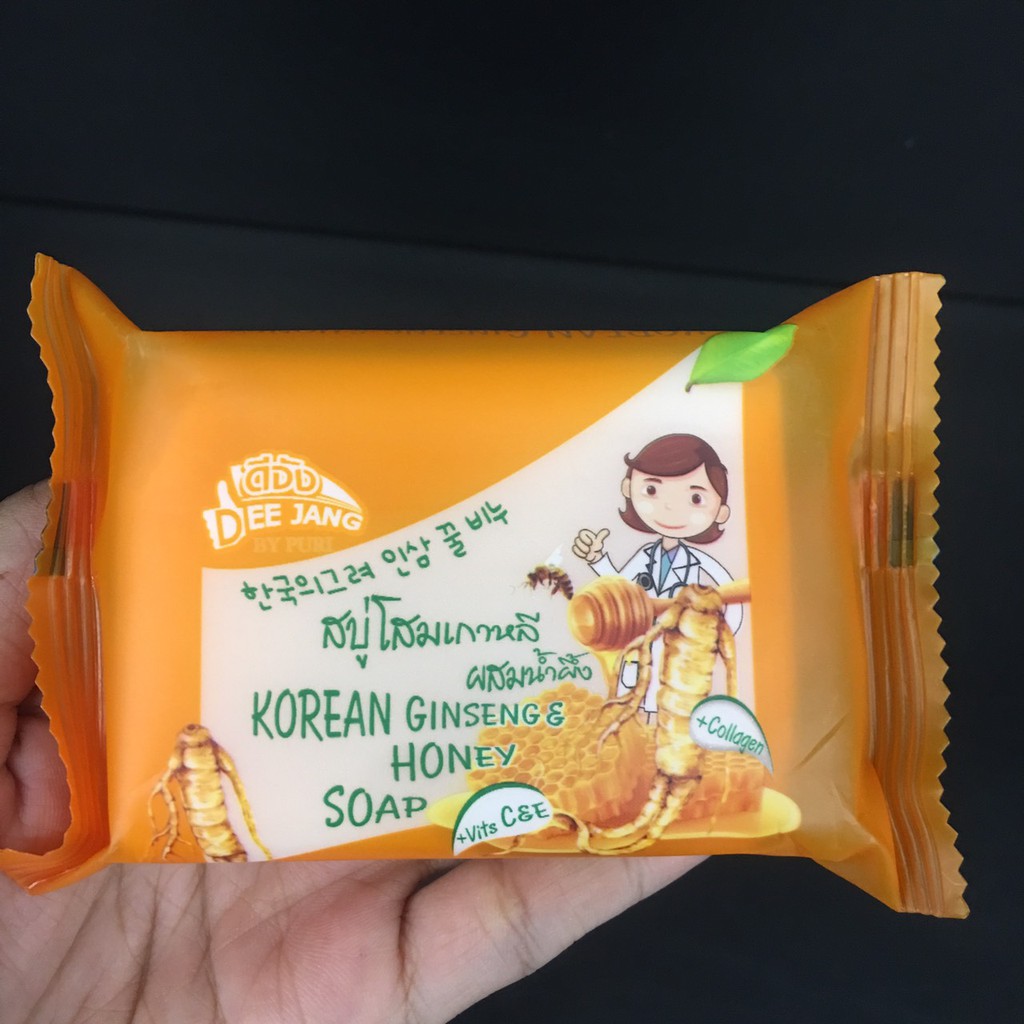 ดีจัง
DEE JANG
BY PURI
한국의그려 인삼 꿀 비누
สบู่โสมเกาหลี
ผสมน้ำผึ้ง
KOREAN GINSENG &
HONEY
SOAP
+Collagen
+Vits C&E